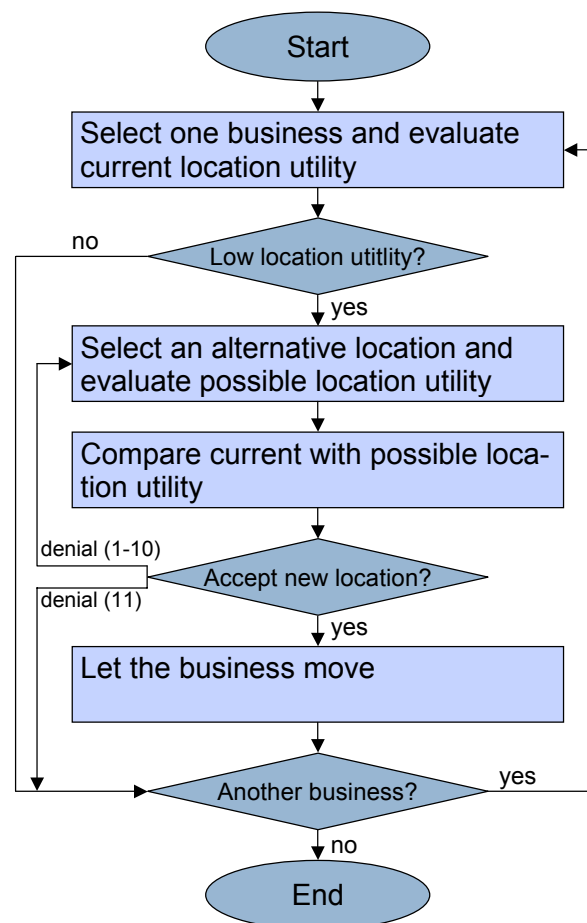 Start
Select one business and evaluate
current location utility
no
Low location utitlity?
yes
Select an alternative location and
evaluate possible location utility
Compare current with possible loca-
tion utility
denial (1-10)
Accept new location?
denial (11)
yes
Let the business move
Another business?
yes
no
End